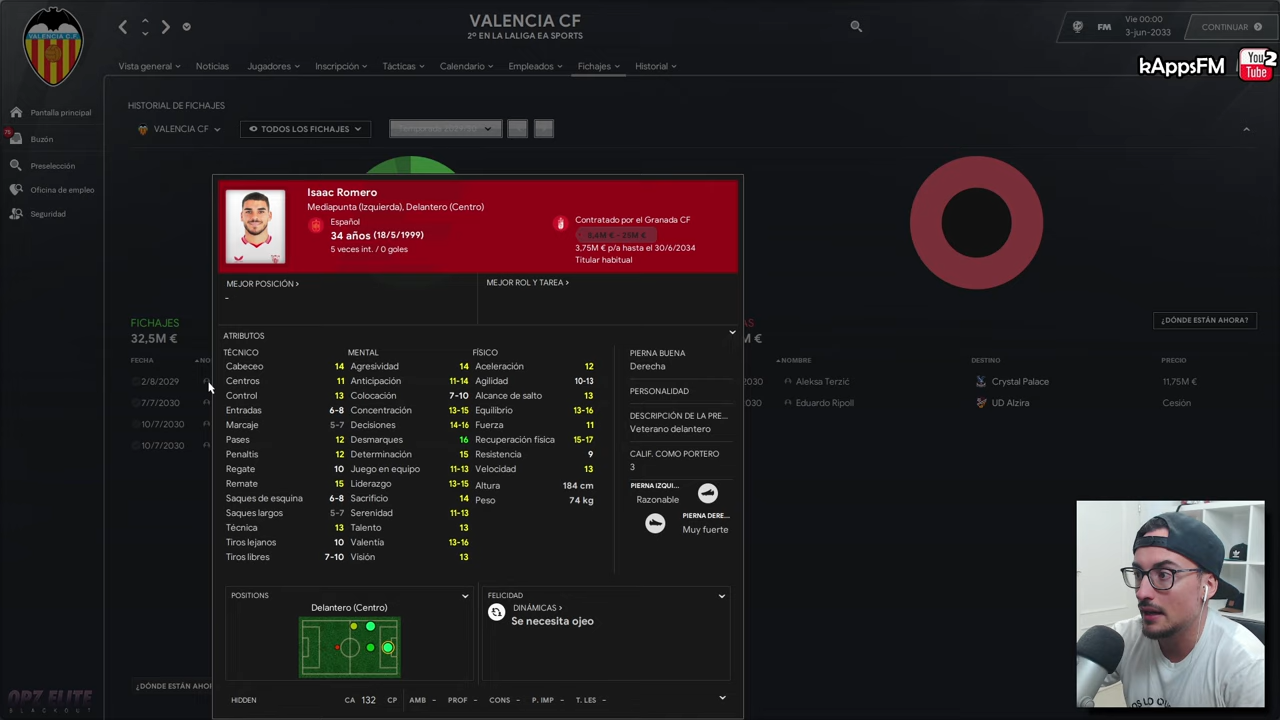 VALENCIA CF
2º EN LA LIGA EA SPORTS
FM
Vie 00:00
3-jun-2033
CONTINUAR
Vista general
Noticias
Jugadores
Inscripción
Tácticas
Calendario
Empleados
Fichajes
Historial
kAppsFM
You2
Tube
Pantalla principal
Buzón
Preselección
Oficina de empleo
Seguridad
HISTORIAL DE FICHAJES
VALENCIA CF
TODOS LOS FICHAJES
FICHAJES
32,5M €
FECHA
NO
2/8/2029
7/7/2030
10/7/2030
10/7/2030
¿DÓNDE ESTÁN AHOR
Isaac Romero
Mediapunta (Izquierda), Delantero (Centro)
Español
34 años (18/5/1999)
5 veces int. / 0 goles
Contratado por el Granada CF
3,75M € p/a hasta el 30/6/2034
Titular habitual
MEJOR POSICIÓN
-
MEJOR ROL Y TAREA
ATRIBUTOS
TÉCNICO
Cabeceo 14
Centros 11
Control 13
Entradas 6-8
Marcaje 5-7
Pases 12
Penaltis 12
Regate 10
Remate 15
Saques de esquina 6-8
Saques largos 5-7
Técnica 13
Tiros lejanos 10
Tiros libres 7-10
MENTAL
Agresividad 14
Anticipación 11-14
Colocación 7-10
Concentración 13-15
Decisiones 14-16
Desmarques 16
Determinación 15
Juego en equipo 11-13
Liderazgo 13-15
Sacrificio 14
Serenidad 11-13
Talento 13
Valentía 13-16
Visión 13
FÍSICO
Aceleración 12
Agilidad 10-13
Alcance de salto 13
Equilibrio 13-16
Fuerza 11
Recuperación física 15-17
Resistencia 9
Velocidad 13
Altura 184 cm
Peso 74 kg
PIERNA BUENA
Derecha
PERSONALIDAD
DESCRIPCIÓN DE LA PRE...
Veterano delantero
CALIF. COMO PORTERO
3
PIERNA IZQUI...
Razonable
PIERNA DERE...
Muy fuerte
POSITIONS
Delantero (Centro)
FELICIDAD
DINÁMICAS
Se necesita ojeo
HIDDEN
CA 132 CP AMB - PROF - CONS - P. IMP - T. LES -
AS
M €
¿DÓNDE ESTÁN AHORA?
NOMBRE
DESTINO
PRECIO
2030
Aleksa Terzić
Crystal Palace
11,75M €
2030
Eduardo Ripoll
UD Alzira
Cesión
OPZ ELITE
BLACKOUT